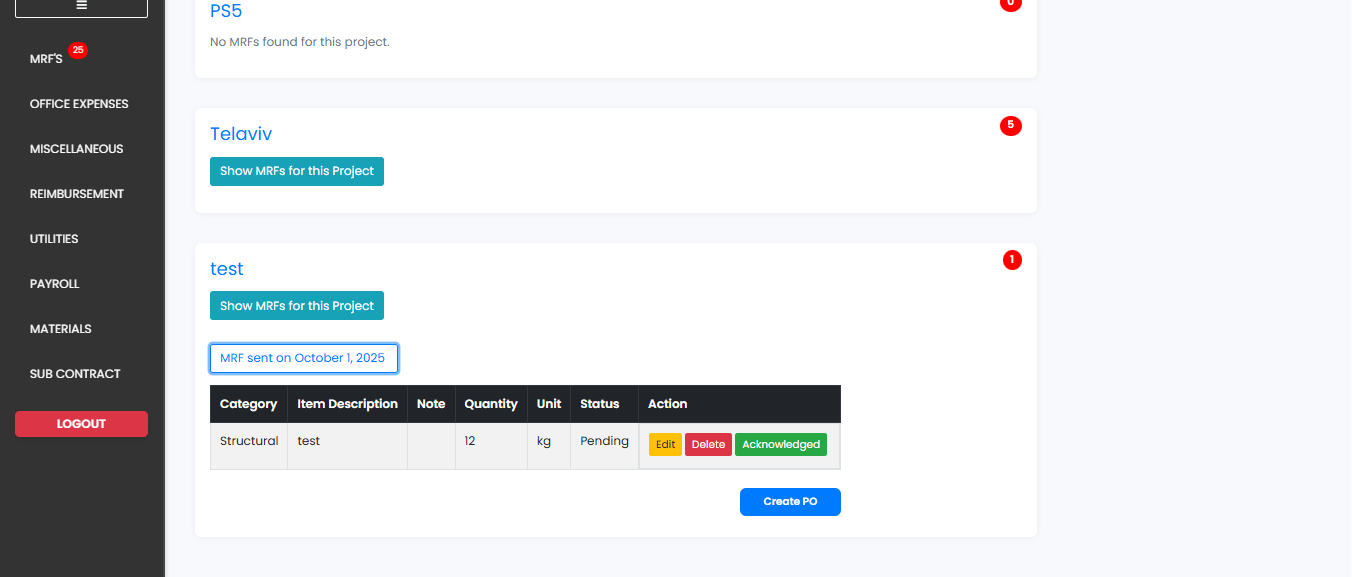 MRF'S 25
OFFICE EXPENSES
MISCELLANEOUS
REIMBURSEMENT
UTILITIES
PAYROLL
MATERIALS
SUB CONTRACT
LOGOUT
PS5 0
No MRFs found for this project.
Telaviv 5
Show MRFs for this Project
test 1
Show MRFs for this Project
MRF sent on October 1, 2025
Category Item Description Note Quantity Unit Status Action
Structural test 12 kg Pending Edit Delete Acknowledged
Create PO